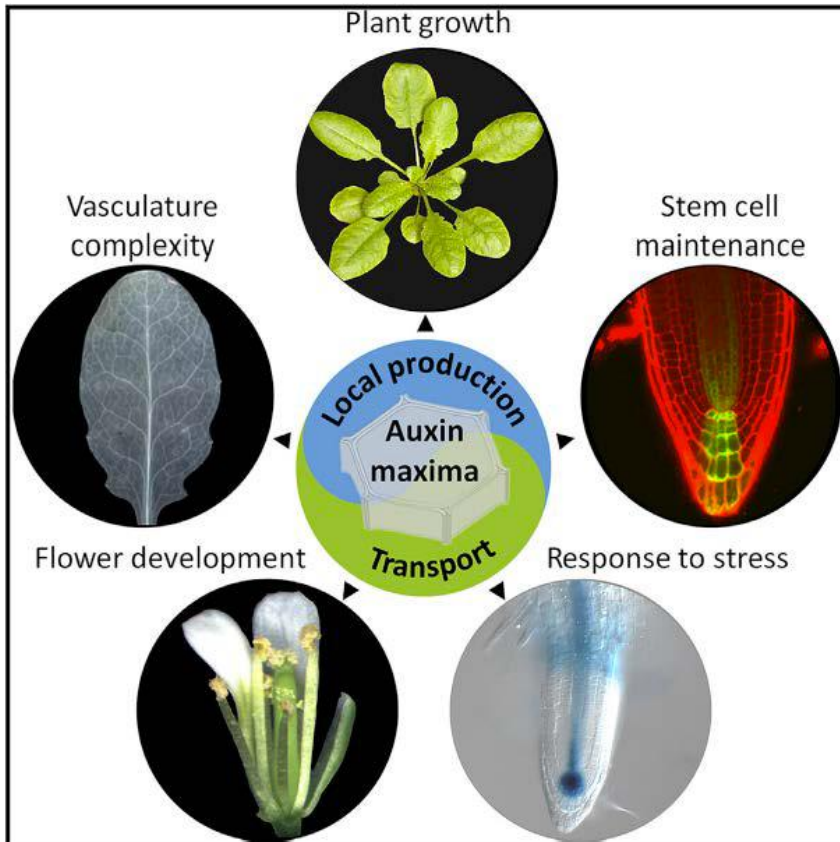 Plant growth
Vasculature
complexity
Stem cell
maintenance
Local production
Auxin
maxima
Transport
Flower development
Response to stress